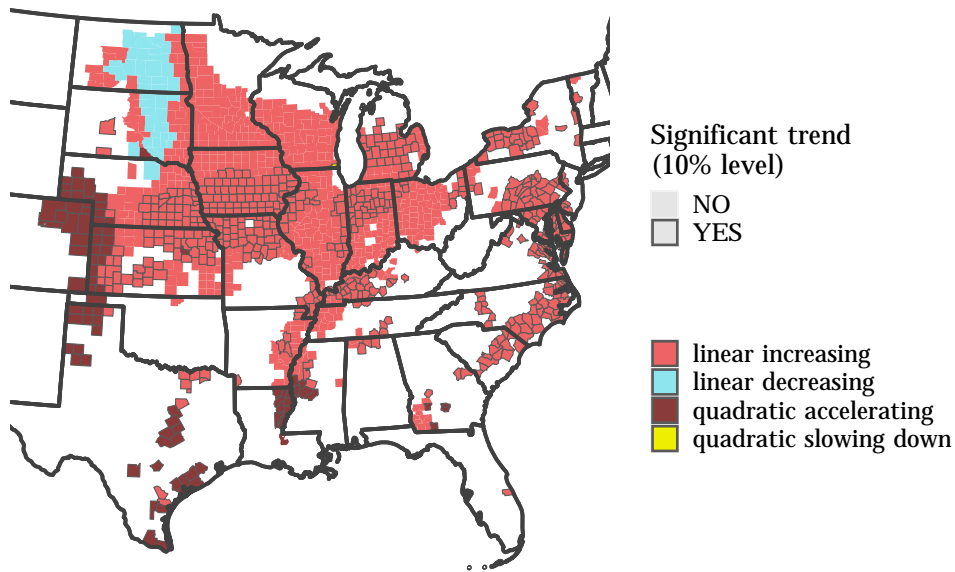 Significant trend
(10% level)
NO
YES
linear increasing
linear decreasing
quadratic accelerating
quadratic slowing down